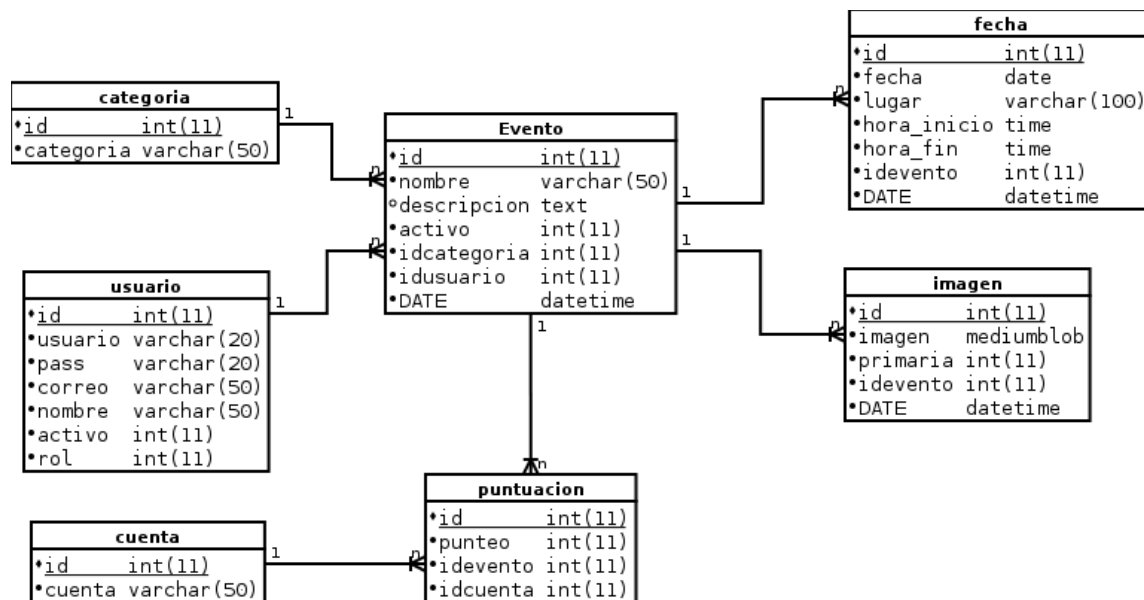 categoria
id int(11)
categoria varchar(50)
1
n
usuario
id int(11)
usuario varchar(20)
pass varchar(20)
correo varchar(50)
nombre varchar(50)
activo int(11)
rol int(11)
1
n
cuenta
id int(11)
cuenta varchar(50)
1
n
Evento
id int(11)
nombre varchar(50)
descripcion text
activo int(11)
idcategoria int(11)
idusuario int(11)
DATE datetime
1
1
1
n
puntuacion
id int(11)
punteo int(11)
idevento int(11)
idcuenta int(11)
n
fecha
id int(11)
fecha date
lugar varchar(100)
hora_inicio time
hora_fin time
idevento int(11)
DATE datetime
n
imagen
id int(11)
imagen mediumblob
primaria int(11)
idevento int(11)
DATE datetime